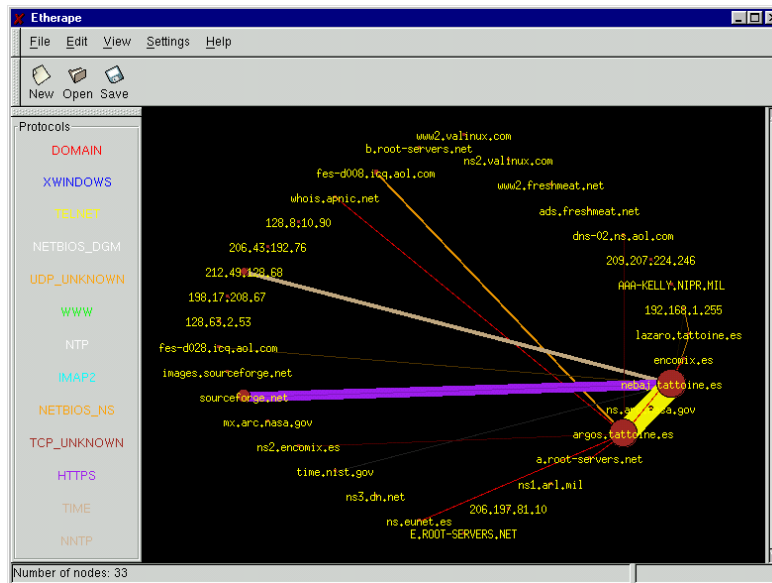 Etherape
File Edit View Settings Help
New Open Save
Protocols
DOMAIN
XWINDOWS
TELNET
NETBIOS_DGM
UDP_UNKNOWN
WWW
NTP
IMAP2
NETBIOS_NS
TCP_UNKNOWN
HTTPS
TIME
NNTP
www2.valinux.com
b.root-servers.net
ns2.valinux.com
fes-d008.icq.aol.com
www2.freshmeat.net
whois.apnic.net
ads.freshmeat.net
128.8.10.90
dns-02.ns.aol.com
206.43.192.76
209.207.224.246
212.49.128.68
AAA-KELLY.NIPR.MIL
198.17.208.67
192.168.1.255
128.63.2.53
lazaro.tattoine.es
fes-d028.icq.aol.com
encomix.es
images.sourceforge.net
nebaj.tattoine.es
sourceforge.net
mx.arc.nasa.gov
argos.tattoine.es
ns2.encomix.es
a.root-servers.net
time.nist.gov
ns1.arl.mil
ns3.dn.net
206.197.81.10
ns.eunet.es
E.ROOT-SERVERS.NET
Number of nodes: 33